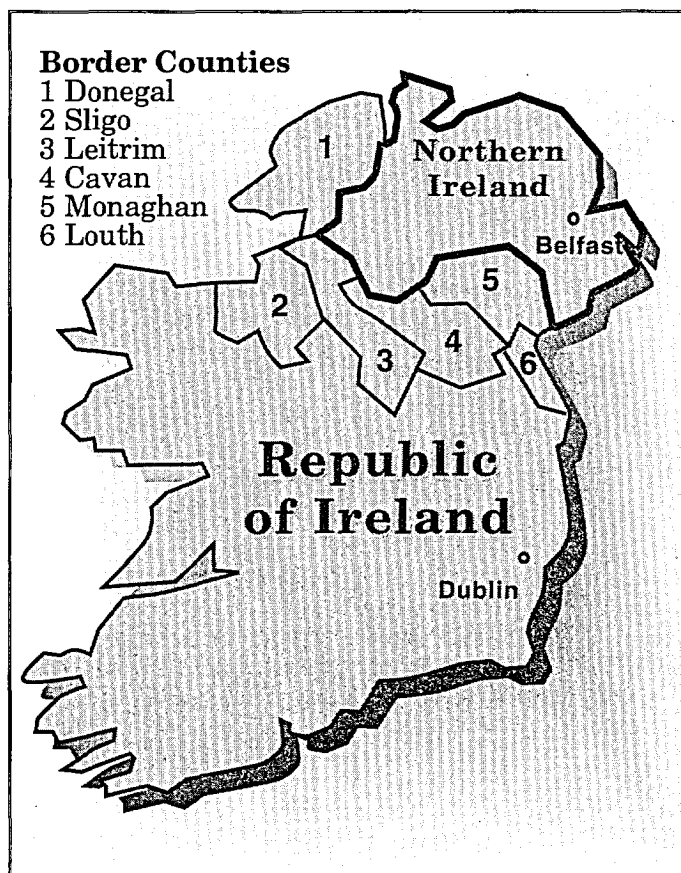 Border Counties
1 Donegal
2 Sligo
3 Leitrim
4 Cavan
5 Monaghan
6 Louth
1
Northern
Ireland
Belfast
5
2
4
3
6
Republic
of Ireland
Dublin